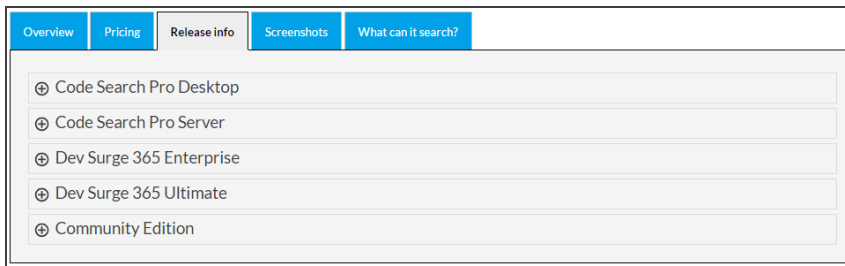 Overview Pricing Release info Screenshots What can it search?
Code Search Pro Desktop
Code Search Pro Server
Dev Surge 365 Enterprise
Dev Surge 365 Ultimate
Community Edition